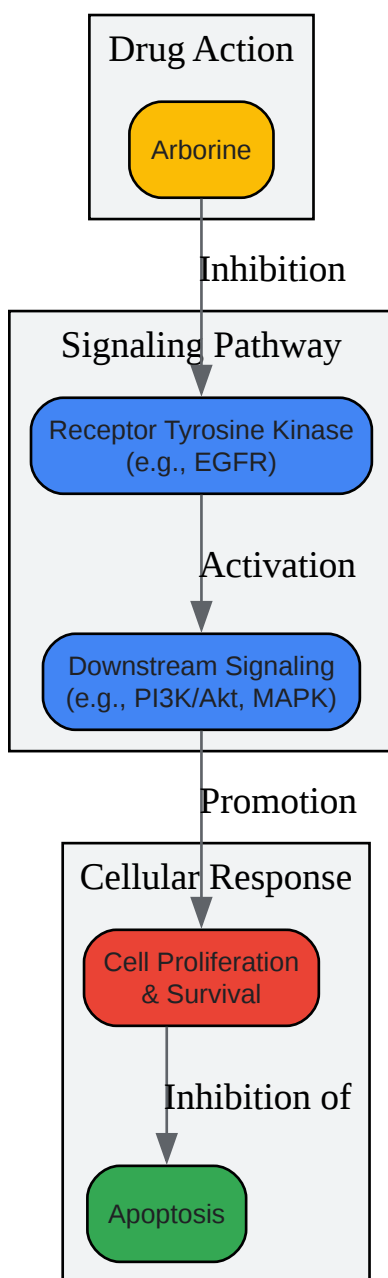 Drug Action
Arborine
Inhibition
Signaling Pathway
Receptor Tyrosine Kinase
(e.g., EGFR)
Activation
Downstream Signaling
(e.g., PI3K/Akt, MAPK)
Promotion
Cellular Response
Cell Proliferation
& Survival
Inhibition of
Apoptosis